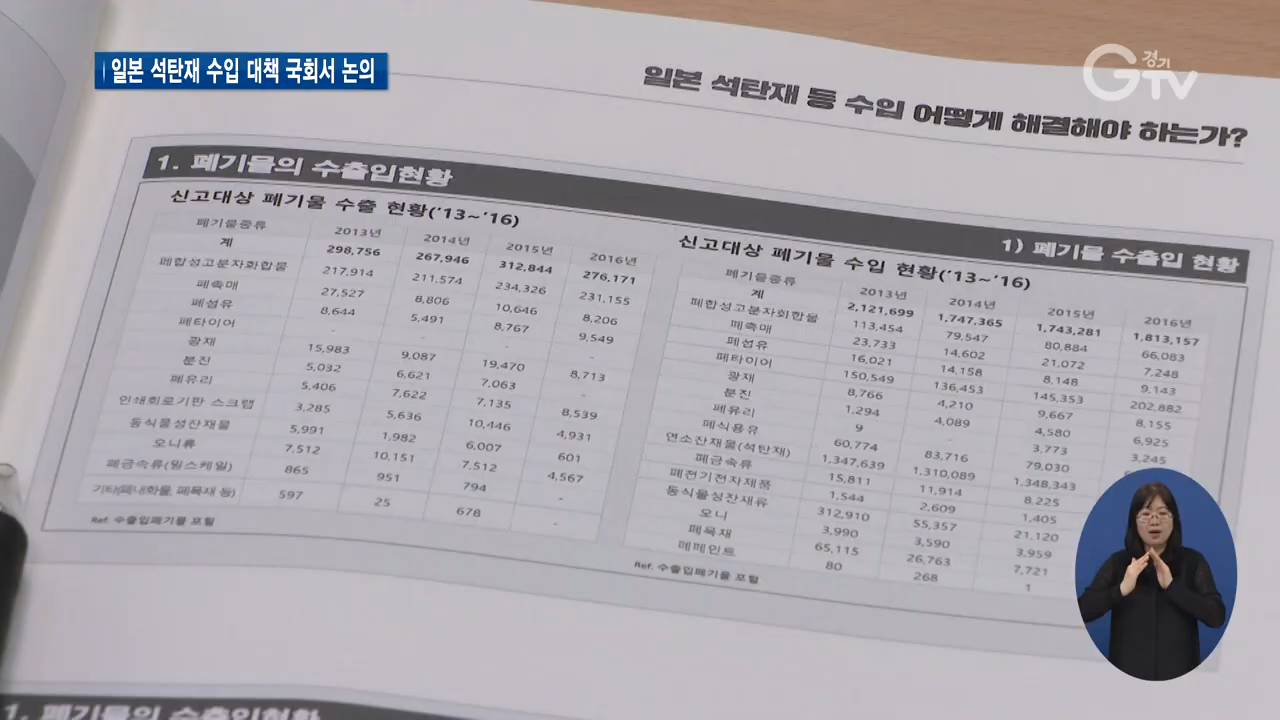 일본 석탄재 수입 대책 국회서 논의
경기
GTV
일본 석탄재 등 수입 어떻게 해결해야 하는가?
1. 폐기물의 수출입현황
1) 폐기물 수출입 현황
신고대상 폐기물 수출 현황('13~'16)
폐기물종류 2013년 2014년 2015년 2016년
계 298,756 267,946 312,844 276,171
폐합성고분자화합물 217,914 211,574 234,326 231,155
폐촉매 27,527 8,806 10,646 8,206
폐섬유 8,644 5,491 8,767 9,549
폐타이어 - - - -
광재 15,983 9,087 19,470 8,713
분진 5,032 6,621 7,063 -
폐유리 5,406 7,622 7,135 8,539
인쇄회로기판 스크랩 3,285 5,636 10,446 4,931
동식물성잔재물 5,991 1,982 6,007 601
오니류 7,512 10,151 7,512 4,567
폐금속류(밀스케일) 865 951 794 -
기타(폐내화물, 폐목재 등) 597 25 678 -
Ref. 수출입폐기물 포털
신고대상 폐기물 수입 현황('13~'16)
폐기물종류 2013년 2014년 2015년 2016년
계 2,121,699 1,747,365 1,743,281 1,813,157
폐합성고분자화합물 113,454 79,547 80,884 66,083
폐촉매 23,733 14,602 21,072 7,248
폐섬유 16,021 14,158 8,148 9,143
폐타이어 150,549 136,453 145,353 202,882
광재 8,766 4,210 9,667 8,155
분진 1,294 4,089 4,580 6,925
폐유리 9 - 3,773 3,245
폐식용유 60,774 83,716 79,030
연소잔재물(석탄재) 1,347,639 1,310,089 1,348,343
폐금속류 15,811 11,914 8,225
폐전기전자제품 1,544 2,609 1,405
동식물성잔재류 312,910 55,357 21,120
오니 3,990 3,590 3,959
폐목재 65,115 26,763 7,721
폐페인트 80 268 1
Ref. 수출입폐기물 포털
1. 폐기물의 수출입현황